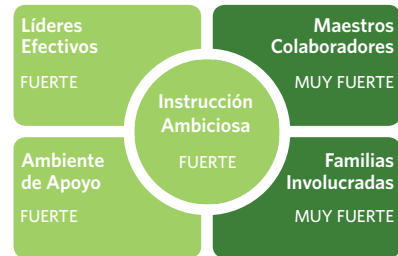 Líderes
Efectivos
FUERTE
Maestros
Colaboradores
MUY FUERTE
Instrucción
Ambiciosa
FUERTE
Ambiente
de Apoyo
FUERTE
Familias
Involucradas
MUY FUERTE